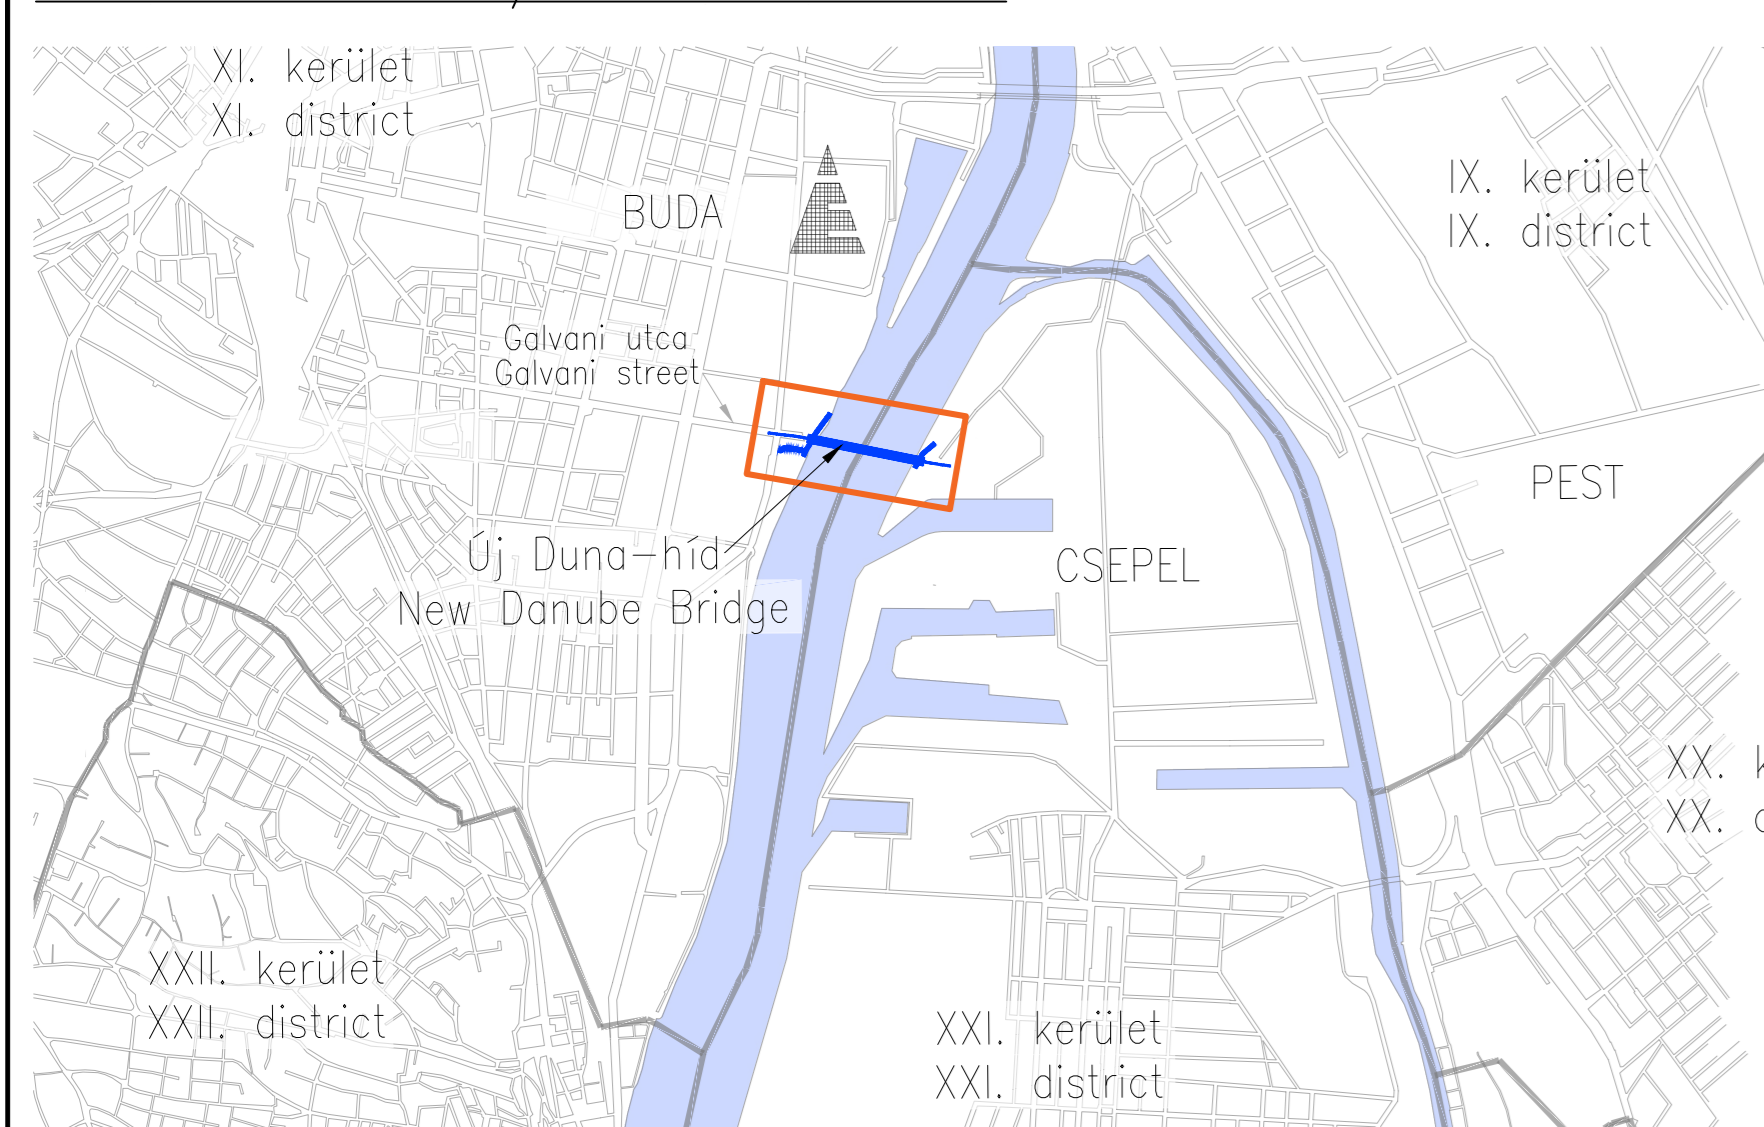 XI. kerület
XI. district
IX. kerület
IX. district
BUDA
É
Galvani utca
Galvani street
PEST
Új Duna-híd
New Danube Bridge
CSEPEL
XX.
XX.
XXII. kerület
XXII. district
XXI. kerület
XXI. district